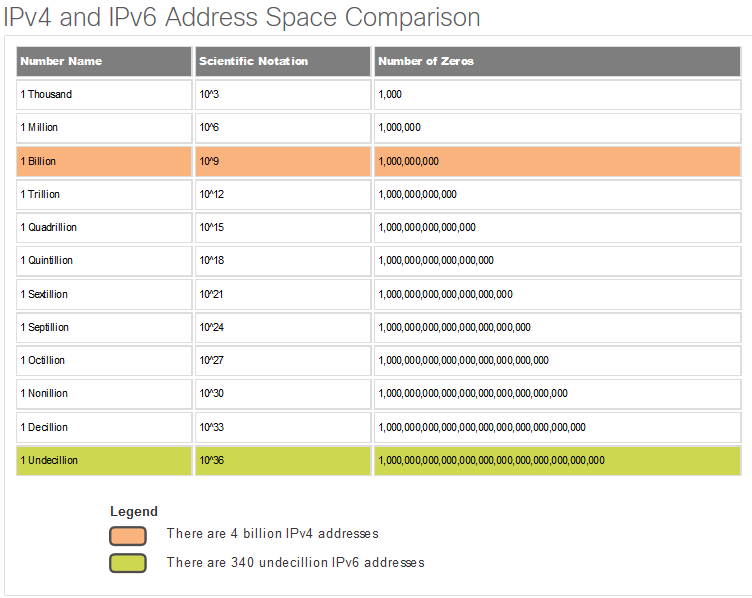 IPv4 and IPv6 Address Space Comparison
Number Name Scientific Notation Number of Zeros
1 Thousand 10^3 1,000
1 Million 10^6 1,000,000
1 Billion 10^9 1,000,000,000
1 Trillion 10^12 1,000,000,000,000
1 Quadrillion 10^15 1,000,000,000,000,000
1 Quintillion 10^18 1,000,000,000,000,000,000
1 Sextillion 10^21 1,000,000,000,000,000,000,000
1 Septillion 10^24 1,000,000,000,000,000,000,000,000
1 Octillion 10^27 1,000,000,000,000,000,000,000,000,000
1 Nonillion 10^30 1,000,000,000,000,000,000,000,000,000,000
1 Decillion 10^33 1,000,000,000,000,000,000,000,000,000,000,000
1 Undecillion 10^36 1,000,000,000,000,000,000,000,000,000,000,000,000
Legend
There are 4 billion IPv4 addresses
There are 340 undecillion IPv6 addresses